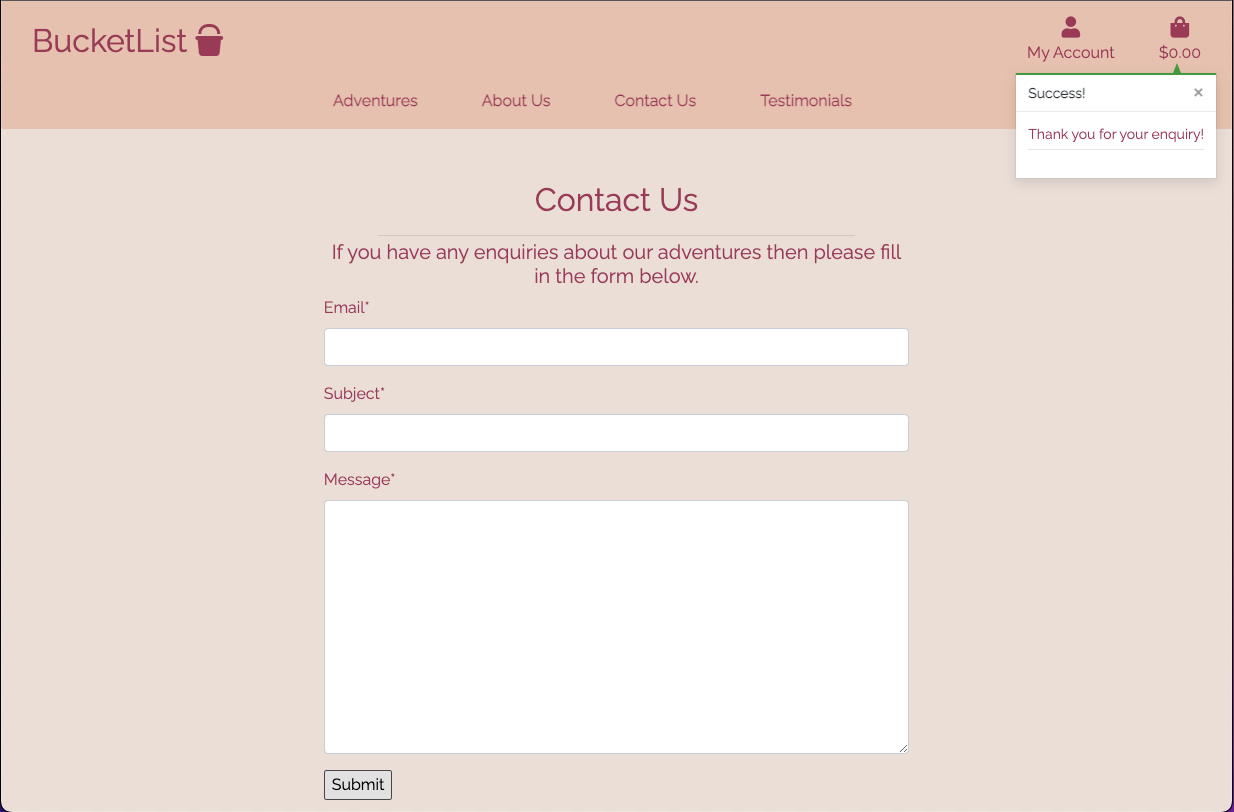 BucketList
My Account
$0.00
Adventures
About Us
Contact Us
Testimonials
Success!
×
Thank you for your enquiry!
Contact Us
If you have any enquiries about our adventures then please fill
in the form below.
Email*
Subject*
Message*
Submit